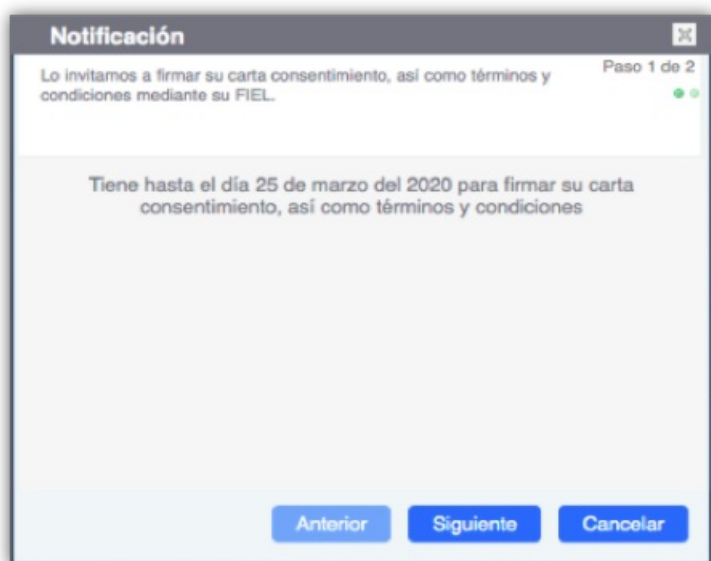 Notificación
Lo invitamos a firmar su carta consentimiento, así como términos y
condiciones mediante su FIEL.
Paso 1 de 2
Tiene hasta el día 25 de marzo del 2020 para firmar su carta
consentimiento, así como términos y condiciones
Anterior
Siguiente
Cancelar